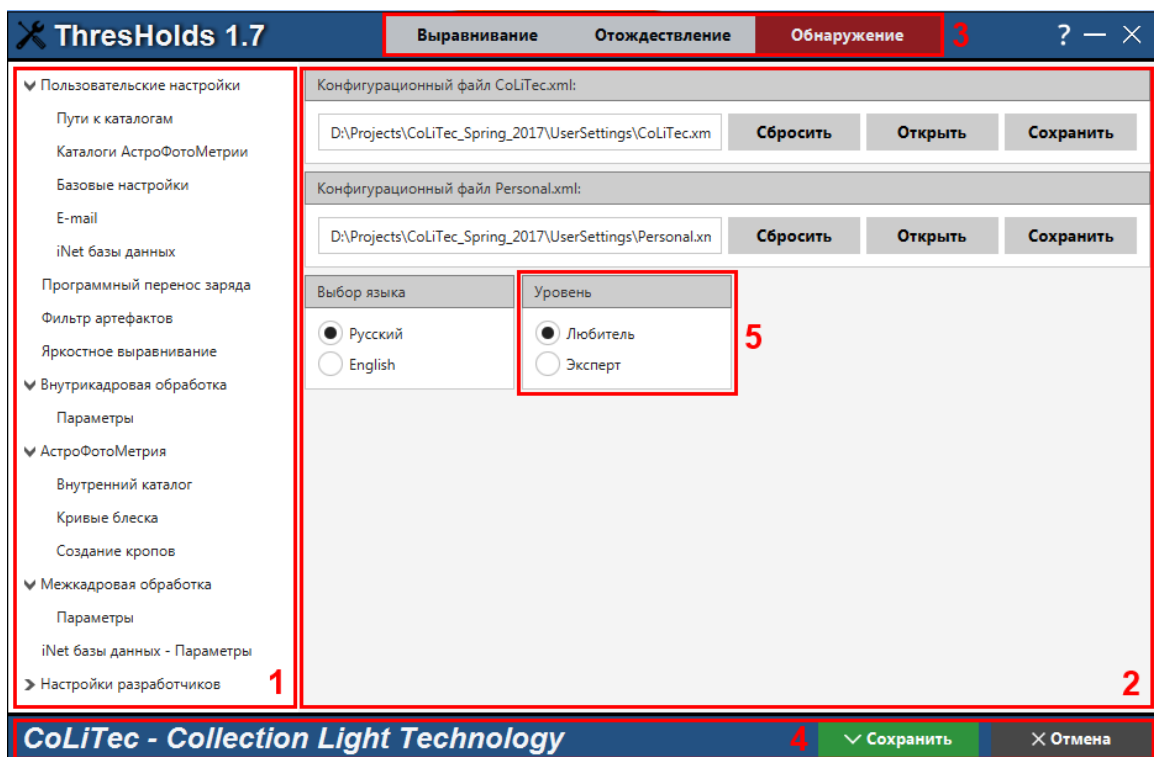 ThresHolds 1.7
Выравнивание Отождествление Обнаружение 3 ?
Пользовательские настройки
Пути к каталогам
Каталоги АстроФотоМетрии
Базовые настройки
E-mail
iNet базы данных
Программный перенос заряда
Фильтр артефактов
Яркостное выравнивание
Внутрикадровая обработка
Параметры
АстроФотоМетрия
Внутренний каталог
Кривые блеска
Создание кропов
Межкадровая обработка
Параметры
iNet базы данных - Параметры
Настройки разработчиков
1
Конфигурационный файл CoLiTec.xml:
D:\Projects\CoLiTec_Spring_2017\UserSettings\CoLiTec.xm Сбросить Открыть Сохранить
Конфигурационный файл Personal.xml:
D:\Projects\CoLiTec_Spring_2017\UserSettings\Personal.xn Сбросить Открыть Сохранить
Выбор языка
Русский
English
Уровень
Любитель
Эксперт
5
2
CoLiTec - Collection Light Technology 4 Сохранить Отмена